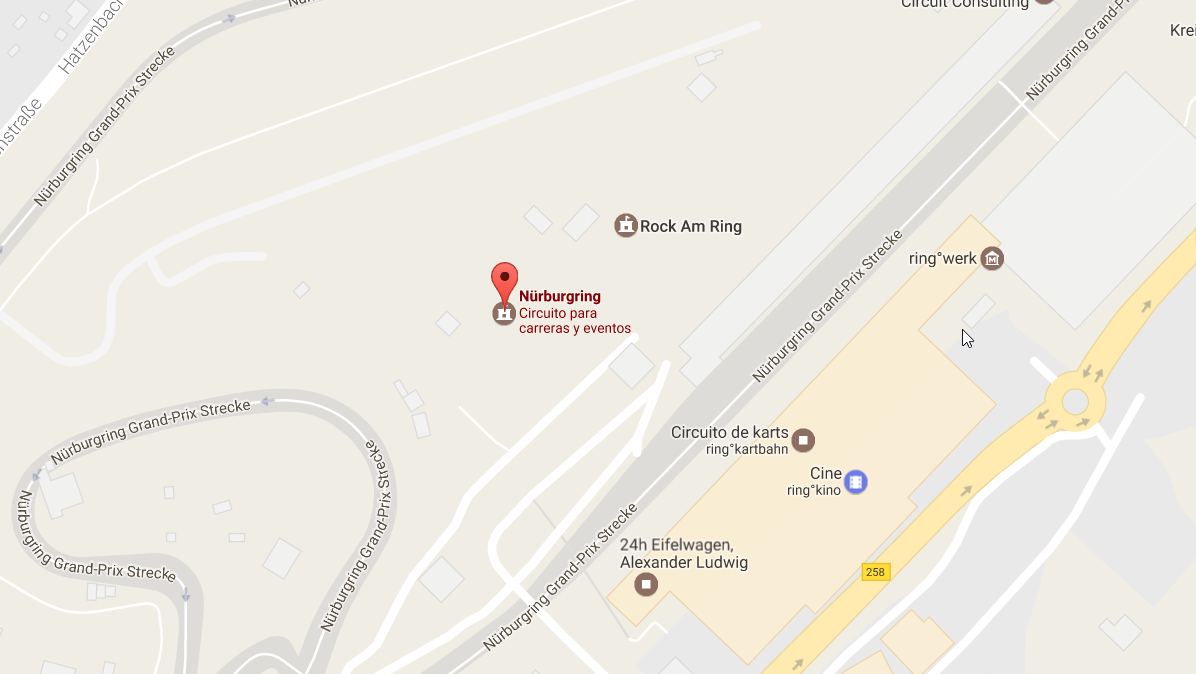 Circuit Consulting
Hatzenbach
nstraße
Nürburgring Grand-Prix Strecke
Nürburgring Grand-Prix
Krei
Rock Am Ring
ring°werk
Nürburgring
Circuito para
carreras y eventos
Nürburgring Grand-Prix Strecke
Nürburgring Grand-Prix Strecke
Nürburgring Grand-Prix Strecke
Circuito de karts
ring°kartbahn
Cine
ring°kino
Nürburgring Grand-Prix Strecke
Nürburgring Grand-Prix Strecke
24h Eifelwagen,
Alexander Ludwig
258
Nürburgring Grand-Prix Strecke